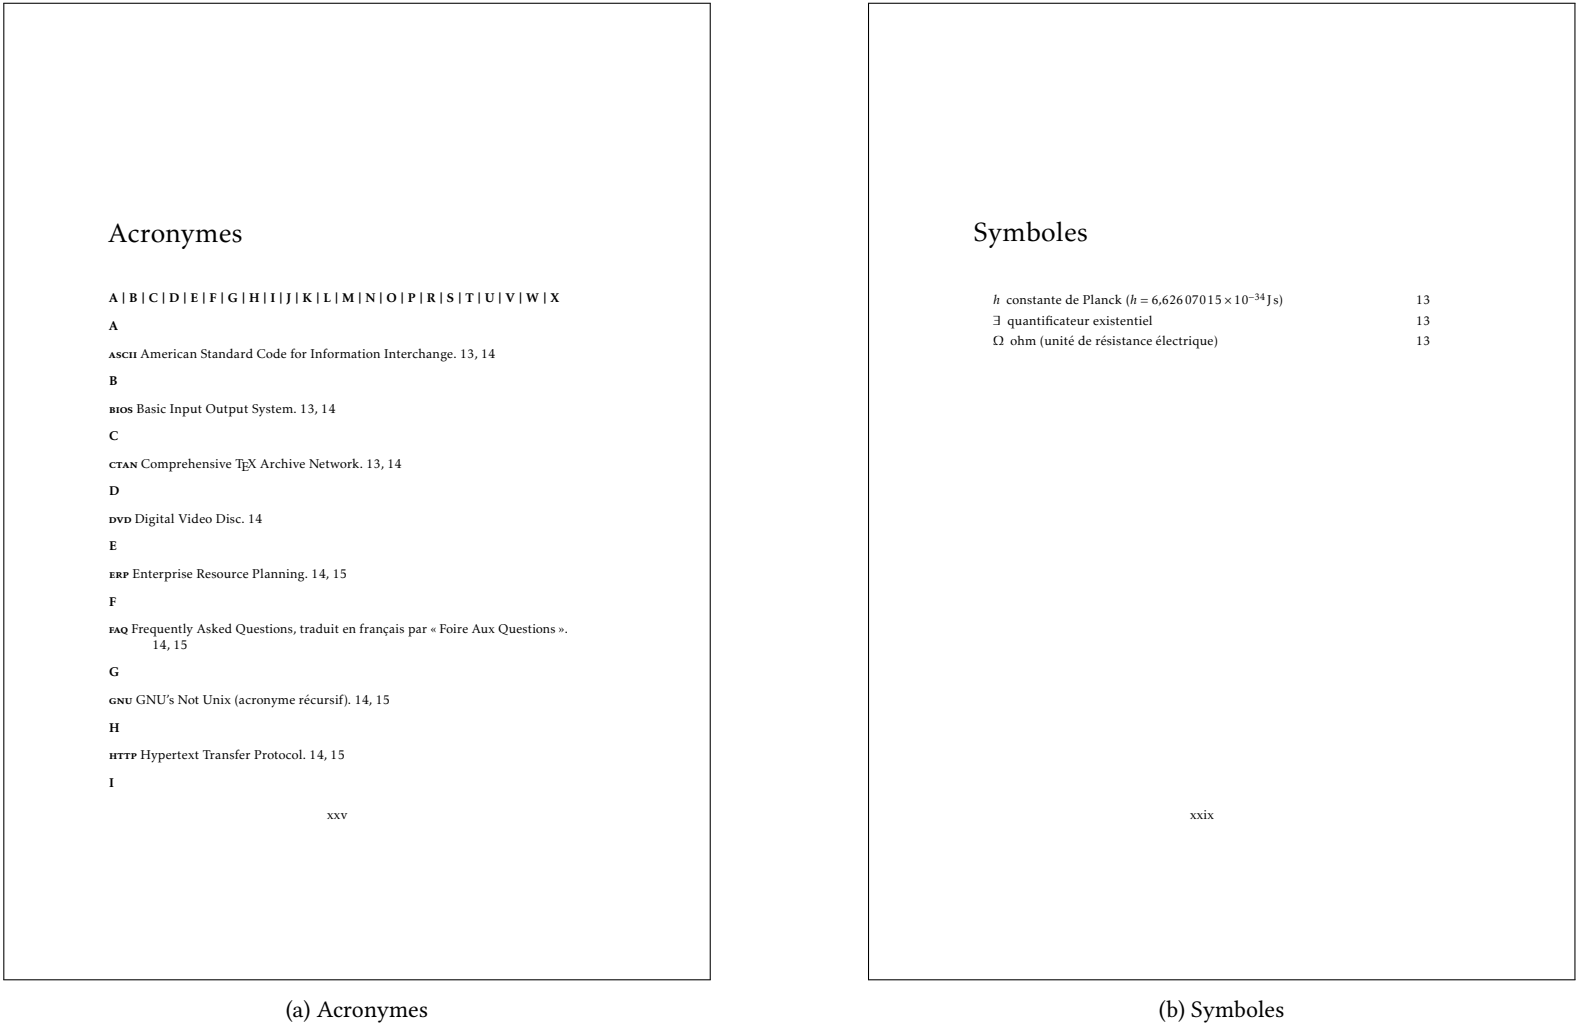 Acronymes
A | B | C | D | E | F | G | H | I | J | K | L | M | N | O | P | R | S | T | U | V | W | X
A
ASCII American Standard Code for Information Interchange. 13, 14
B
BIOS Basic Input Output System. 13, 14
C
CTAN Comprehensive TEX Archive Network. 13, 14
D
DVD Digital Video Disc. 14
E
ERP Enterprise Resource Planning. 14, 15
F
FAQ Frequently Asked Questions, traduit en français par « Foire Aux Questions ».
14, 15
G
GNU GNU's Not Unix (acronyme récursif). 14, 15
H
HTTP Hypertext Transfer Protocol. 14, 15
I
xxv
(a) Acronymes
Symboles
h constante de Planck (h = 6,626 070 15 × 10⁻³⁴ J s) 13
∃ quantificateur existentiel 13
Ω ohm (unité de résistance électrique) 13
xxix
(b) Symboles